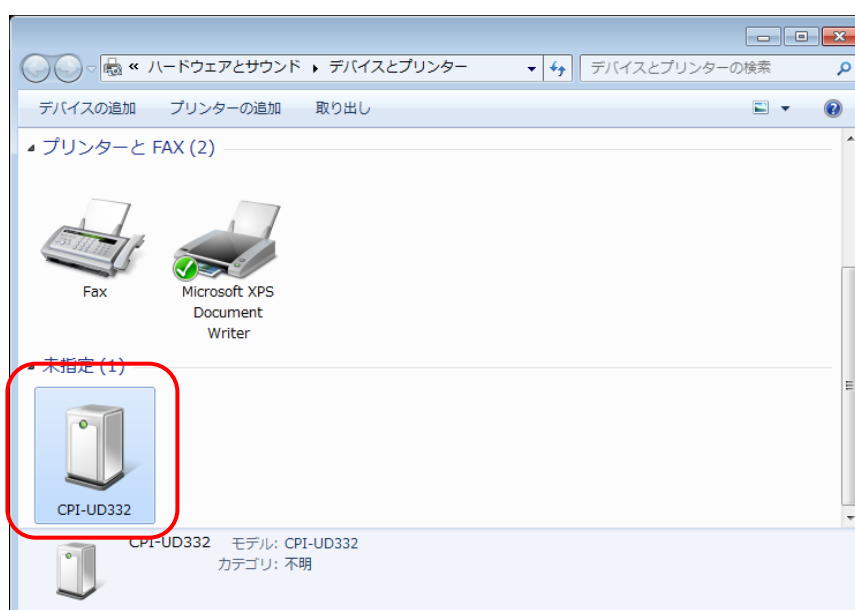 « ハードウェアとサウンド ▸ デバイスとプリンター
デバイスとプリンターの検索
デバイスの追加 プリンターの追加 取り出し
プリンターと FAX (2)
Fax
Microsoft XPS
Document
Writer
未指定 (1)
CPI-UD332
CPI-UD332 モデル: CPI-UD332
カテゴリ: 不明